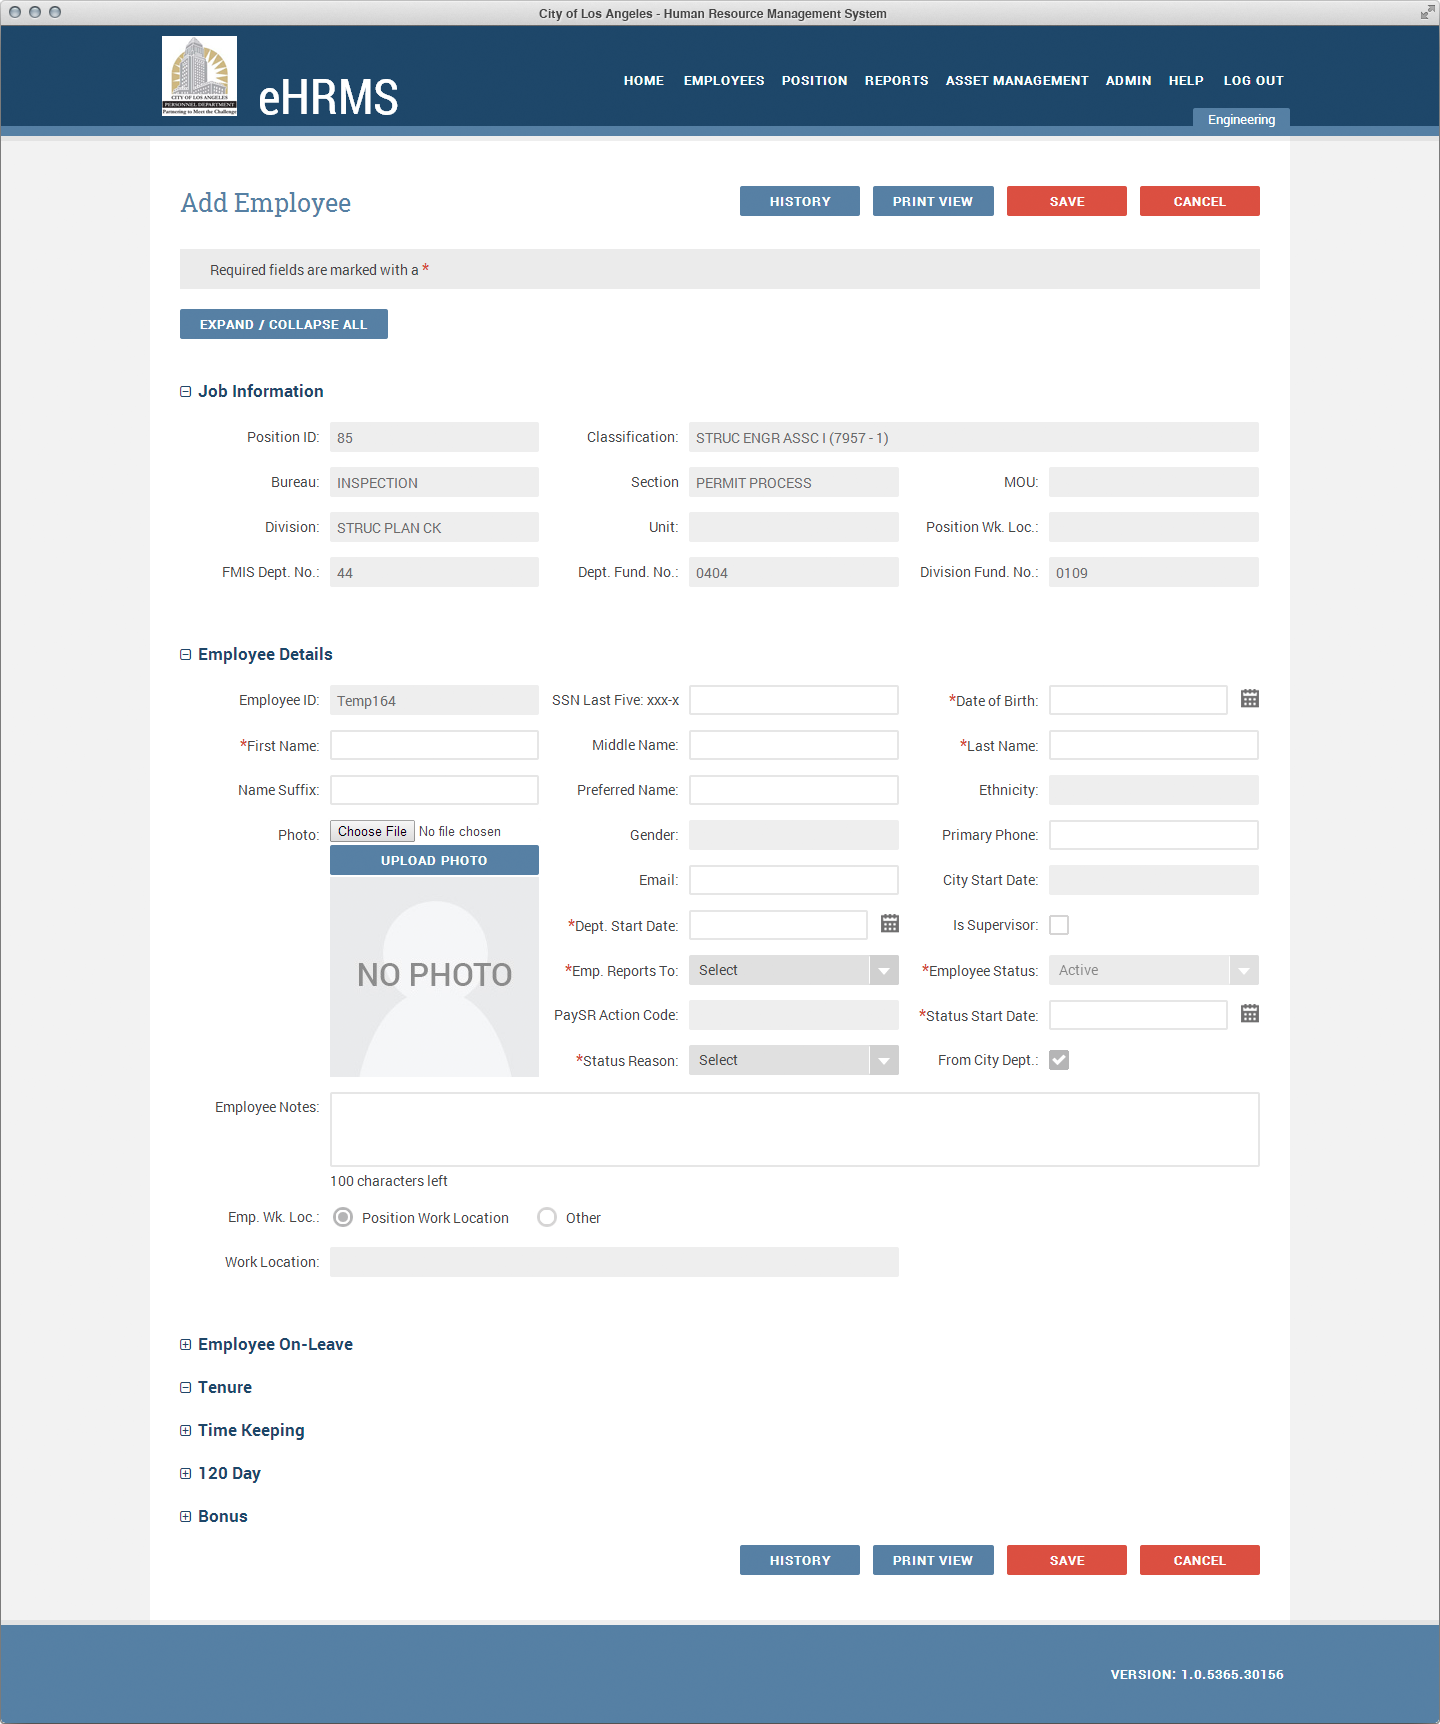 City of Los Angeles - Human Resource Management System
CITY OF LOS ANGELES
PERSONNEL DEPARTMENT
Partnering to Meet the Challenge
eHRMS
HOME EMPLOYEES POSITION REPORTS ASSET MANAGEMENT ADMIN HELP LOG OUT
Engineering
Add Employee
HISTORY PRINT VIEW SAVE CANCEL
Required fields are marked with a *
EXPAND / COLLAPSE ALL
Job Information
Position ID: 85 Classification: STRUC ENGR ASSC I (7957 - 1)
Bureau: INSPECTION Section PERMIT PROCESS MOU:
Division: STRUC PLAN CK Unit: Position Wk. Loc.:
FMIS Dept. No.: 44 Dept. Fund. No.: 0404 Division Fund. No.: 0109
Employee Details
Employee ID: Temp164 SSN Last Five: xxx-x *Date of Birth:
*First Name: Middle Name: *Last Name:
Name Suffix: Preferred Name: Ethnicity:
Photo: Choose File No file chosen Gender: Primary Phone:
UPLOAD PHOTO
Email: City Start Date:
*Dept. Start Date: Is Supervisor:
NO PHOTO
*Emp. Reports To: Select *Employee Status: Active
PaySR Action Code: *Status Start Date:
*Status Reason: Select From City Dept.:
Employee Notes:
100 characters left
Emp. Wk. Loc.: Position Work Location Other
Work Location:
Employee On-Leave
Tenure
Time Keeping
120 Day
Bonus
HISTORY PRINT VIEW SAVE CANCEL
VERSION: 1.0.5365.30156